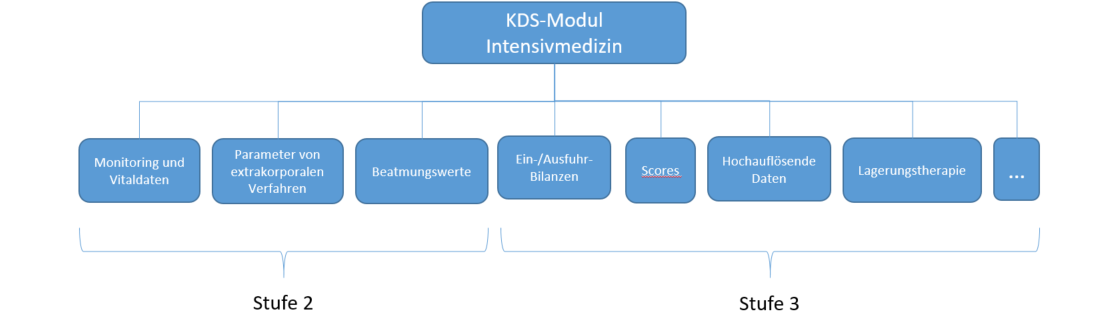 KDS-Modul
Intensivmedizin
Monitoring und
Vitaldaten
Parameter von
extrakorporalen
Verfahren
Beatmungswerte
Ein-/Ausfuhr-
Bilanzen
Scores
Hochauflösende
Daten
Lagerungstherapie
...
Stufe 2
Stufe 3